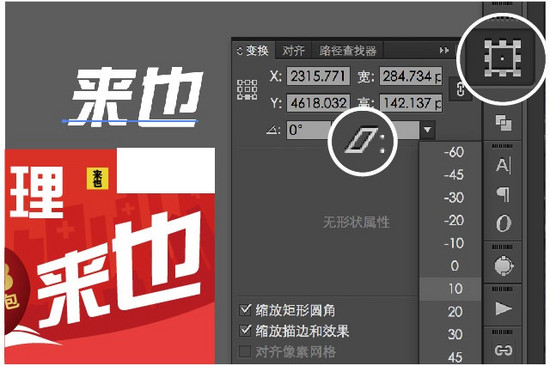 来也
理
来也
来也
包
变换 对齐 路径查找器
X: 2315.771 宽: 284.734 p
Y: 4618.032 高: 142.137 p
0°
无形状属性
缩放矩形圆角
缩放描边和效果
对齐像素网格
-60
-45
-30
-20
-10
0
10
20
30
45